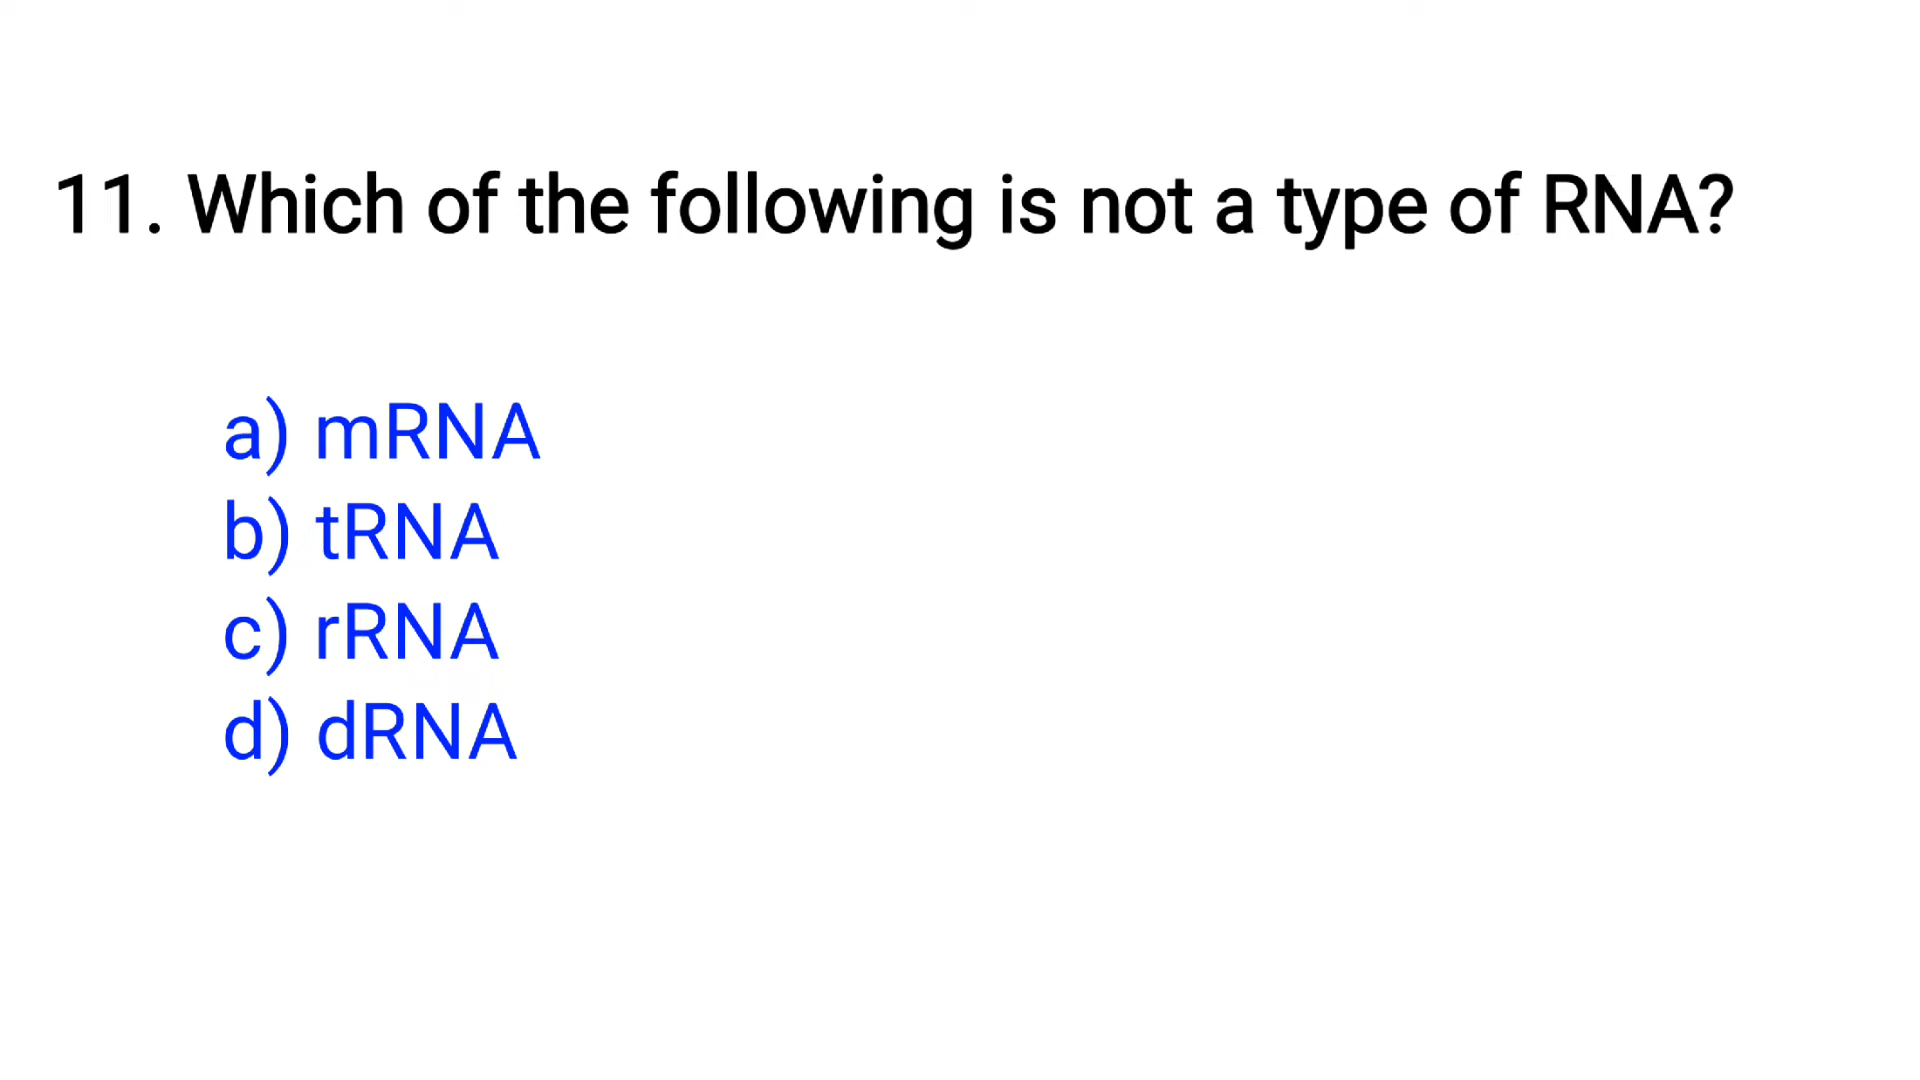 11. Which of the following is not a type of RNA?
a) mRNA
b) tRNA
c) rRNA
d) dRNA